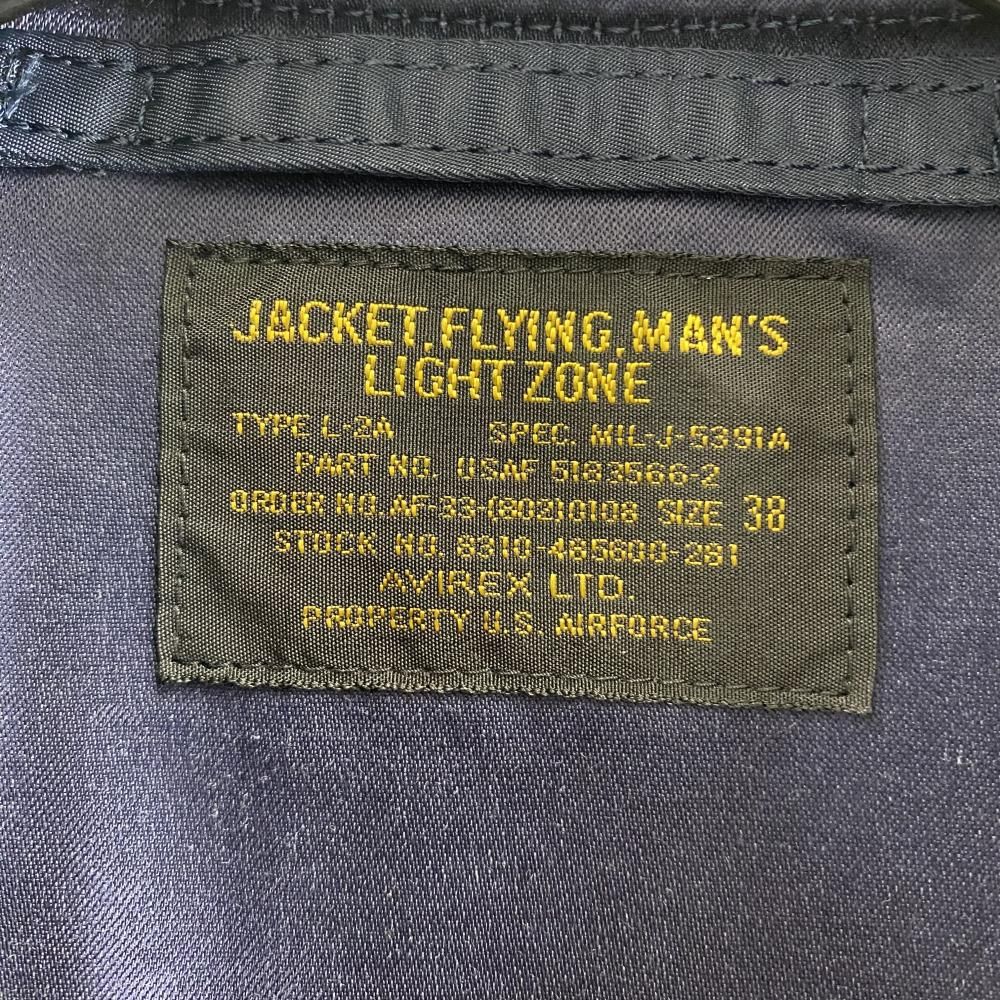 JACKET, FLYING, MAN'S
LIGHT ZONE
TYPE L-2A SPEC. MIL-J-5391A
PART NO. USAF 5183566-2
ORDER NO. AF-33-(802)0108 SIZE 38
STOCK NO. 8310-485600-281
AVIREX LTD.
PROPERTY U.S. AIRFORCE